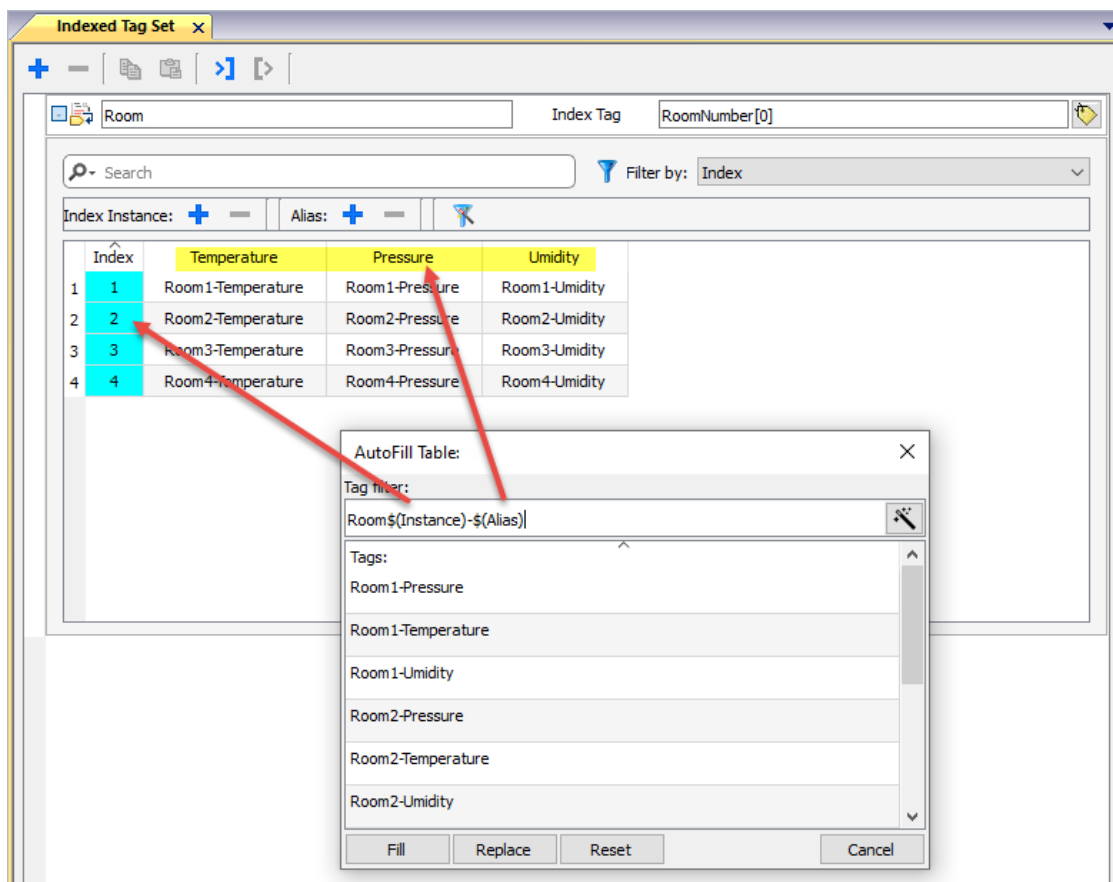 Indexed Tag Set
Room Index Tag RoomNumber[0]
Search Filter by: Index
Index Instance: Alias:
Index Temperature Pressure Umidity
1 1 Room1-Temperature Room1-Pressure Room1-Umidity
2 2 Room2-Temperature Room2-Pressure Room2-Umidity
3 3 Room3-Temperature Room3-Pressure Room3-Umidity
4 4 Room4-Temperature Room4-Pressure Room4-Umidity
AutoFill Table:
Tag filter:
Room$(Instance)-$(Alias)
Tags:
Room1-Pressure
Room1-Temperature
Room1-Umidity
Room2-Pressure
Room2-Temperature
Room2-Umidity
Fill Replace Reset Cancel